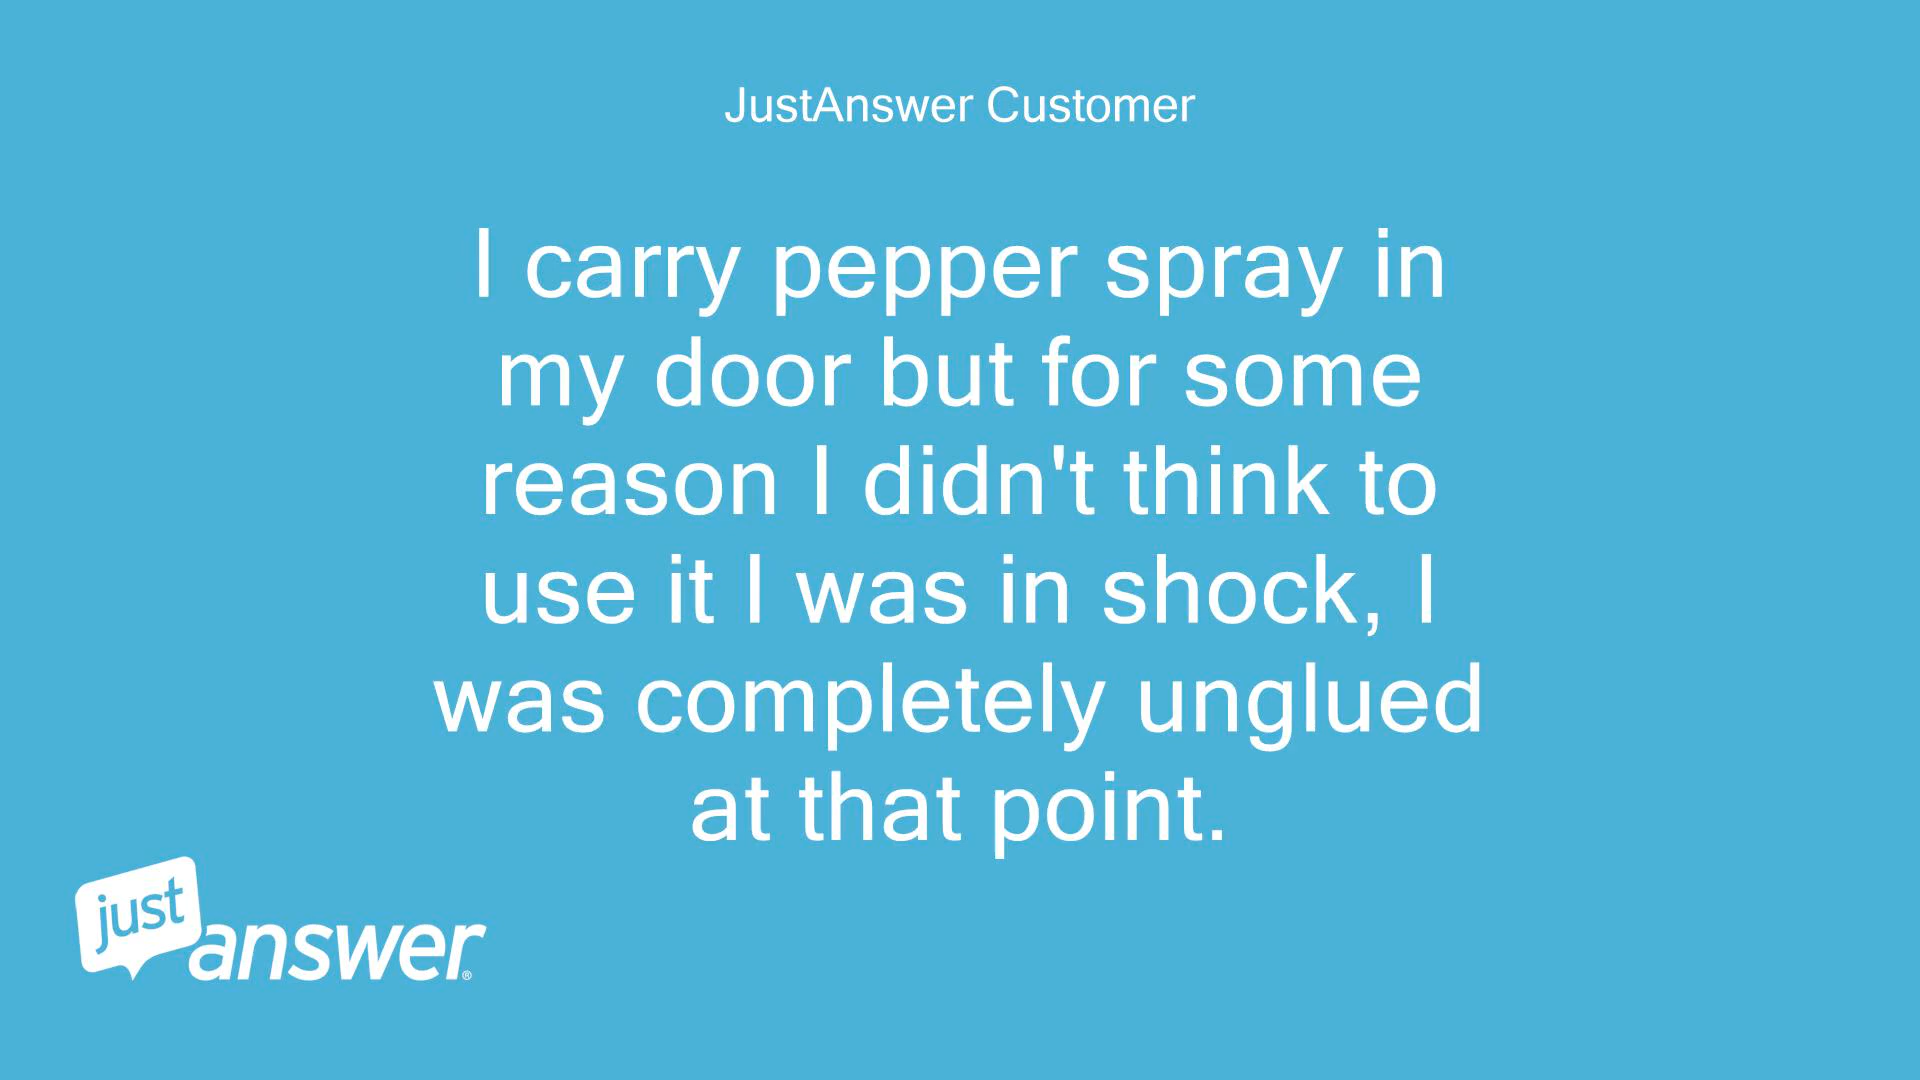 JustAnswer Customer
I carry pepper spray in
my door but for some
reason I didn't think to
use it I was in shock, I
was completely unglued
at that point.
just
answer®